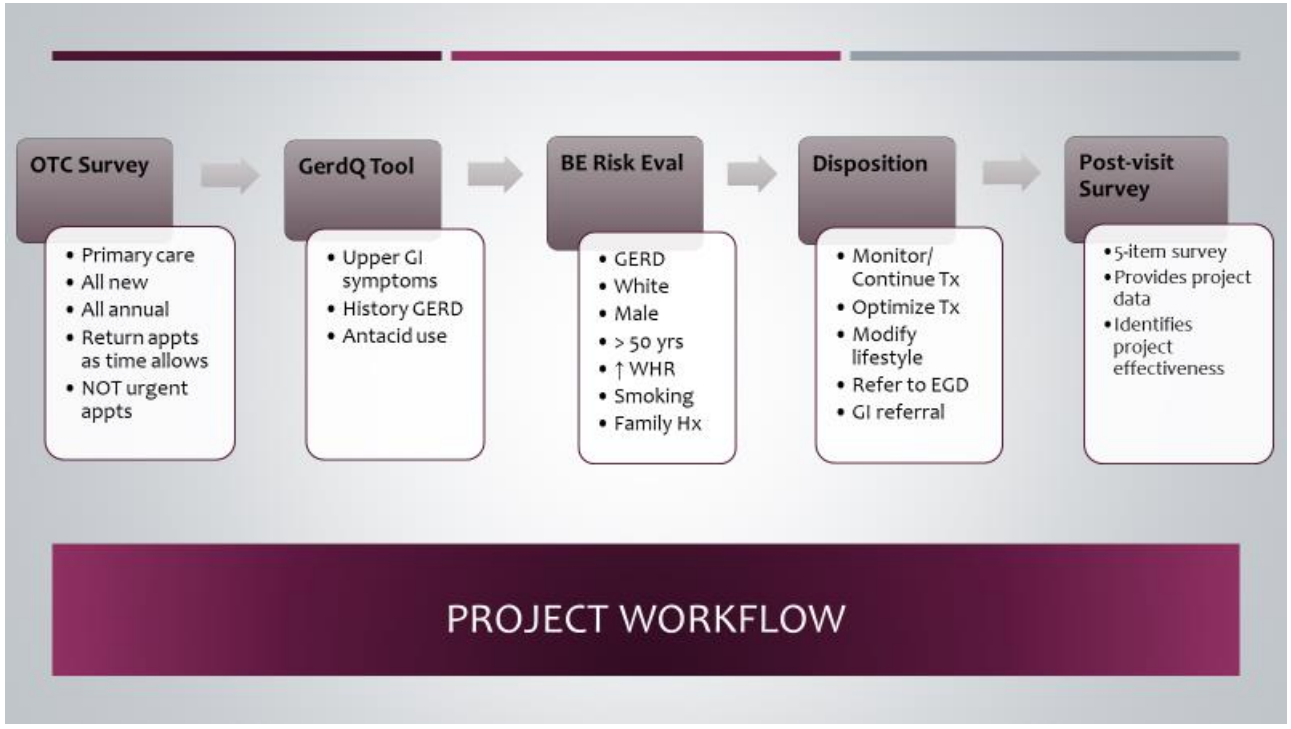 OTC Survey
• Primary care
• All new
• All annual
• Return appts
as time allows
• NOT urgent
appts
GerdQ Tool
• Upper GI
symptoms
• History GERD
• Antacid use
BE Risk Eval
• GERD
• White
• Male
• > 50 yrs
• ↑ WHR
• Smoking
• Family Hx
Disposition
• Monitor/
Continue Tx
• Optimize Tx
• Modify
lifestyle
• Refer to EGD
• GI referral
Post-visit
Survey
• 5-item survey
• Provides project
data
• Identifies
project
effectiveness
PROJECT WORKFLOW